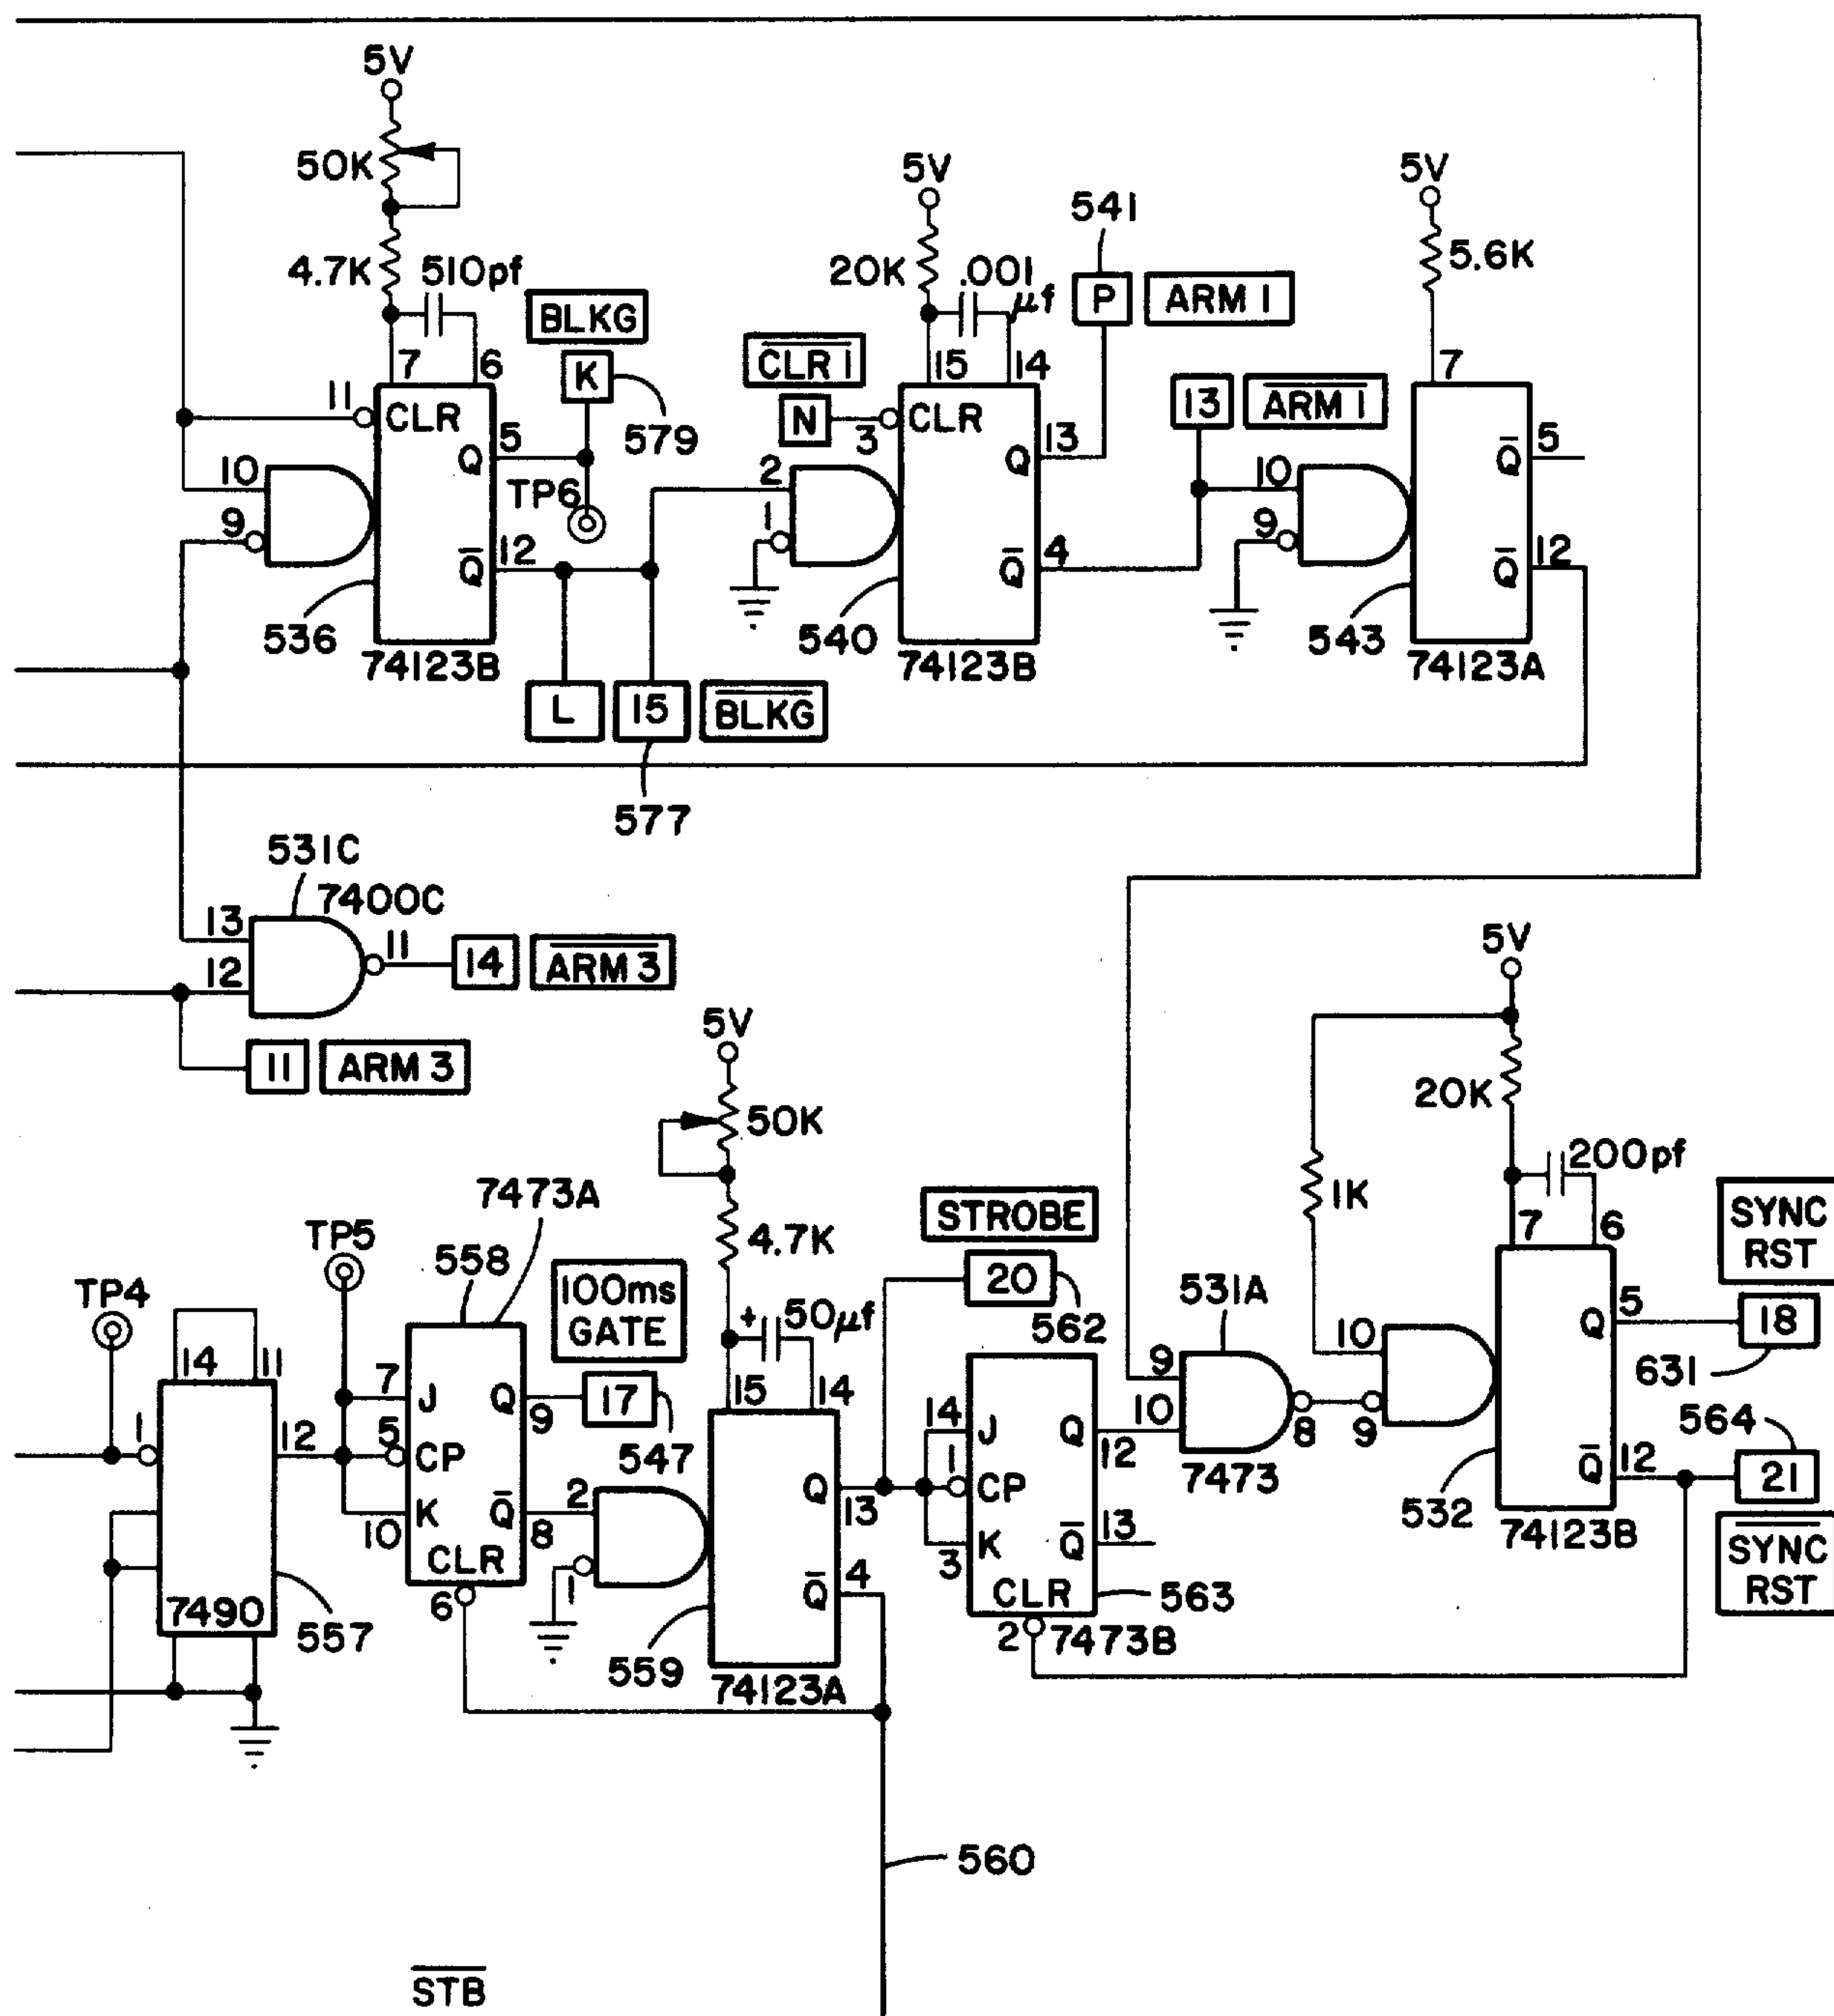 5V
50K
4.7K
510pf
7
6
BLKG
K
579
11
CLR
10
9
Q
5
TP6
Q̅
12
536
74123B
L
15
B̅L̅K̅G̅
577
5V
20K
.001
μf
541
P
ARM 1
C̅L̅R̅ 1̅
N
3
15
14
CLR
2
1
Q
13
Q̅
4
540
74123B
13
A̅R̅M̅ 1̅
5V
5.6K
7
10
9
Q̅
5
Q̅
12
543
74123A
531C
7400C
13
12
11
14
A̅R̅M̅ 3̅
11
ARM 3
5V
50K
4.7K
50μf
+
15
14
STROBE
20
562
5V
20K
1K
200pf
7
6
SYNC
RST
TP4
14
11
1
12
7490
557
TP5
7473A
558
7
J
5
CP
10
K
CLR
6
Q
9
Q̅
8
100ms
GATE
17
547
2
1
Q
13
Q̅
4
559
74123A
14
J
1
CP
3
K
CLR
2
Q
12
Q̅
13
563
7473B
531A
9
10
8
7473
10
9
Q
5
18
631
Q̅
12
564
21
532
74123B
S̅Y̅N̅C̅
RST
560
S̅T̅B̅